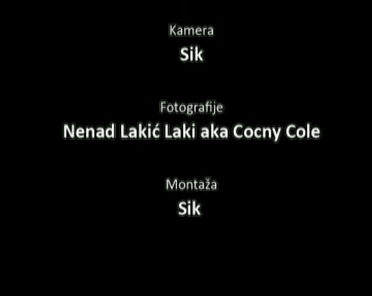 Kamera
Sik
Fotografije
Nenad Lakić Laki aka Cocny Cole
Montaža
Sik